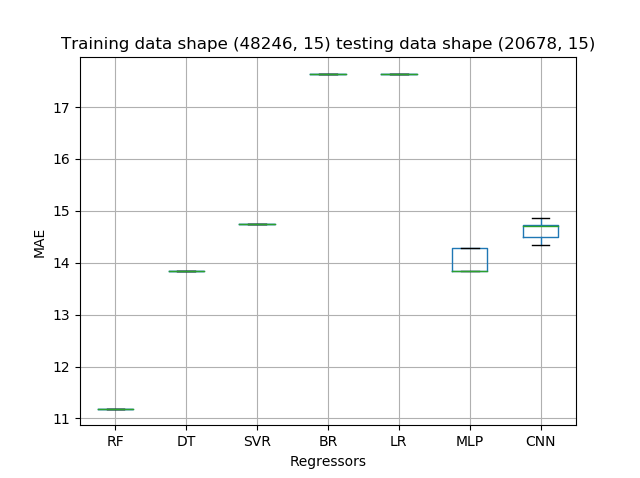 Training data shape (48246, 15) testing data shape (20678, 15)
17
16
15
14
13
12
11
MAE
RF DT SVR BR LR MLP CNN
Regressors